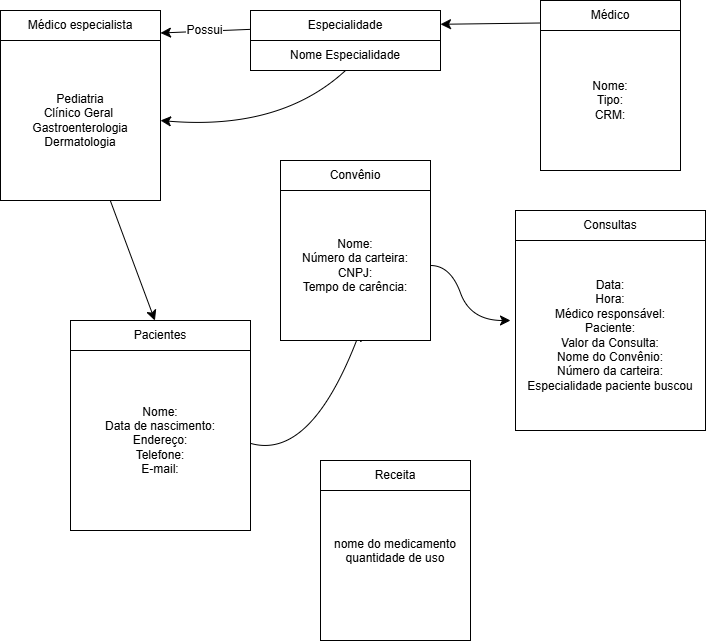 Médico especialista
Pediatria
Clínico Geral
Gastroenterologia
Dermatologia
Possui
Especialidade
Nome Especialidade
Médico
Nome:
Tipo:
CRM:
Convênio
Nome:
Número da carteira:
CNPJ:
Tempo de carência:
Consultas
Data:
Hora:
Médico responsável:
Paciente:
Valor da Consulta:
Nome do Convênio:
Número da carteira:
Especialidade paciente buscou
Pacientes
Nome:
Data de nascimento:
Endereço:
Telefone:
E-mail:
Receita
nome do medicamento
quantidade de uso